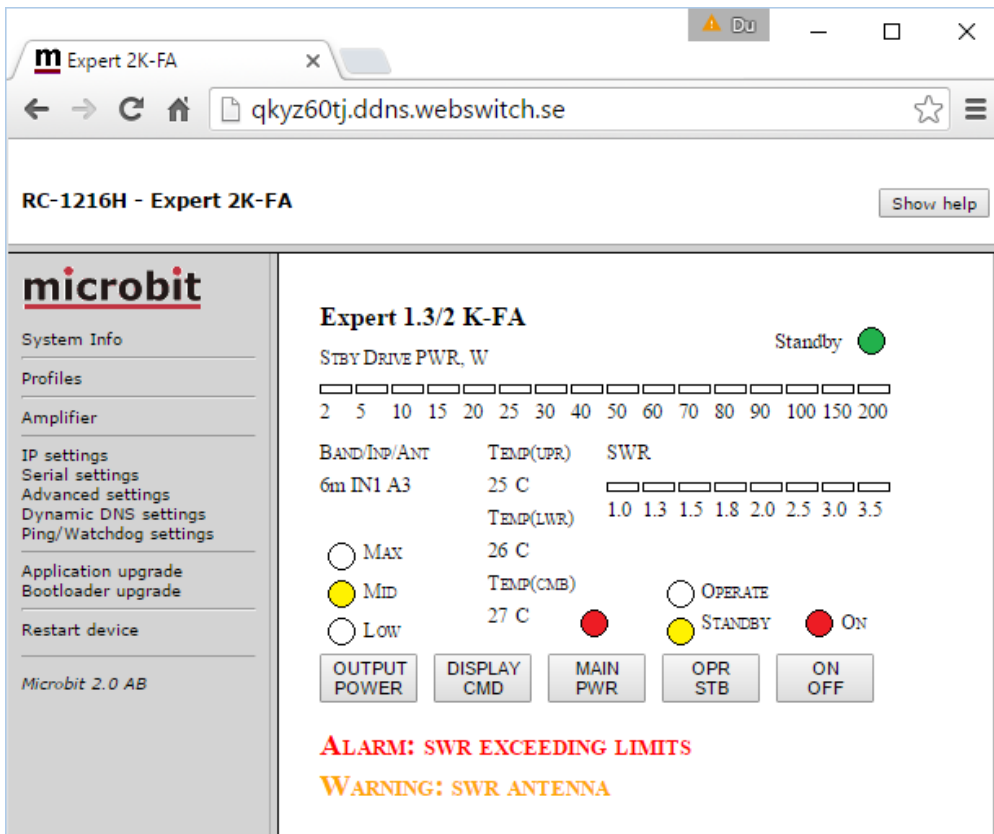 Du
m Expert 2K-FA
qkyz60tj.ddns.webswitch.se
RC-1216H - Expert 2K-FA
Show help
microbit
System Info
Profiles
Amplifier
IP settings
Serial settings
Advanced settings
Dynamic DNS settings
Ping/Watchdog settings
Application upgrade
Bootloader upgrade
Restart device
Microbit 2.0 AB
Expert 1.3/2 K-FA
Standby
STBY DRIVE PWR, W
2 5 10 15 20 25 30 40 50 60 70 80 90 100 150 200
BAND/INP/ANT TEMP(UPR) SWR
6m IN1 A3 25 C
1.0 1.3 1.5 1.8 2.0 2.5 3.0 3.5
TEMP(LWR)
MAX 26 C
MID TEMP(CMB) OPERATE
LOW 27 C STANDBY ON
OUTPUT POWER
DISPLAY CMD
MAIN PWR
OPR STB
ON OFF
ALARM: SWR EXCEEDING LIMITS
WARNING: SWR ANTENNA